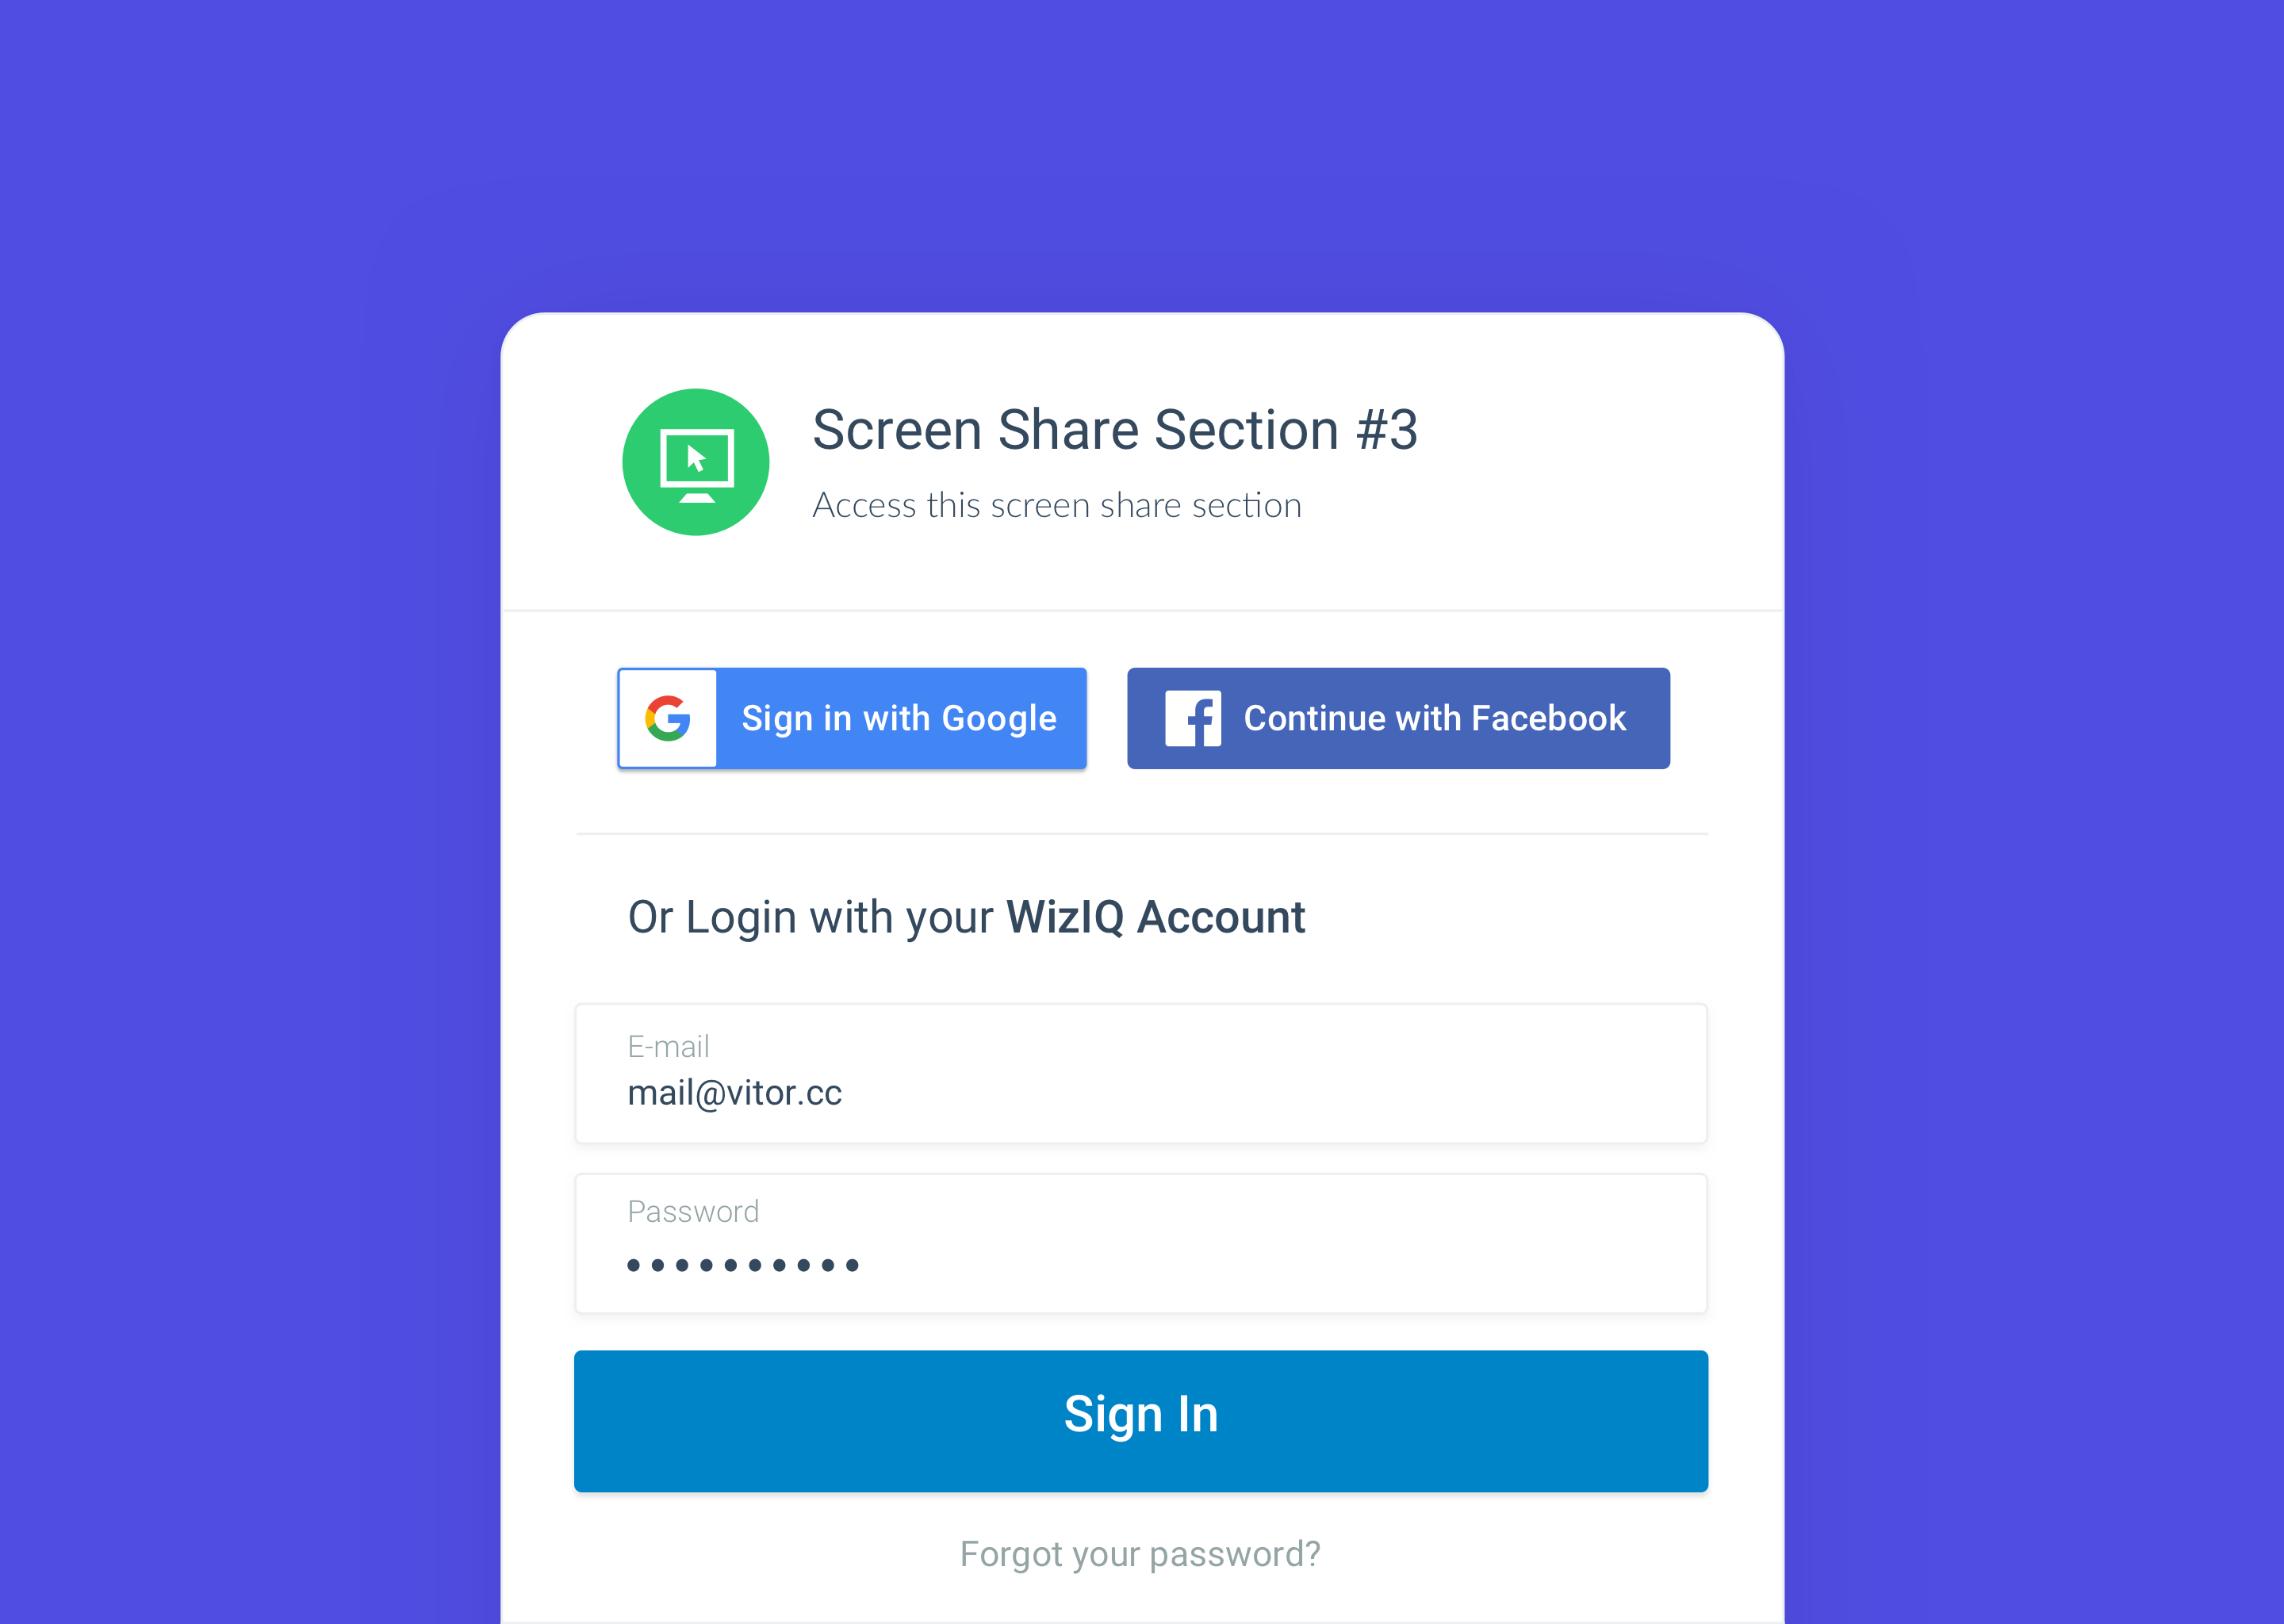 Screen Share Section #3
Access this screen share section
Sign in with Google
Continue with Facebook
Or Login with your WizIQ Account
E-mail
mail@vitor.cc
Password
••••••••••
Sign In
Forgot your password?